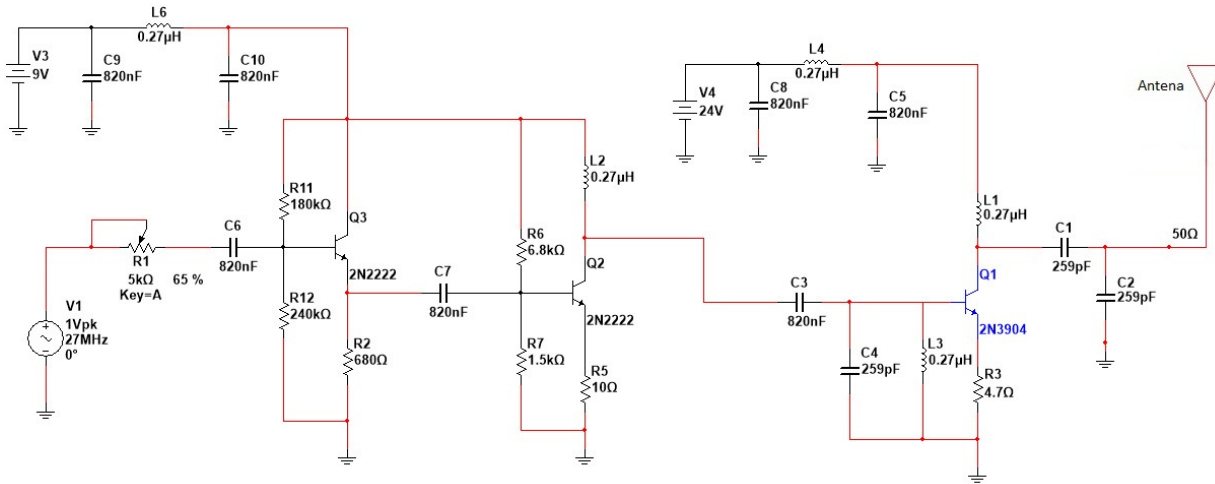 L6
0.27µH
V3
9V
C9
820nF
C10
820nF
L4
0.27µH
V4
24V
C8
820nF
C5
820nF
Antena
R11
180kΩ
L2
0.27µH
Q3
2N2222
C6
820nF
R1
5kΩ
Key=A
65 %
R6
6.8kΩ
Q2
2N2222
C7
820nF
L1
0.27µH
C1
259pF
50Ω
Q1
2N3904
C2
259pF
V1
1Vpk
27MHz
0°
R12
240kΩ
R2
680Ω
R7
1.5kΩ
R5
10Ω
C3
820nF
C4
259pF
L3
0.27µH
R3
4.7Ω